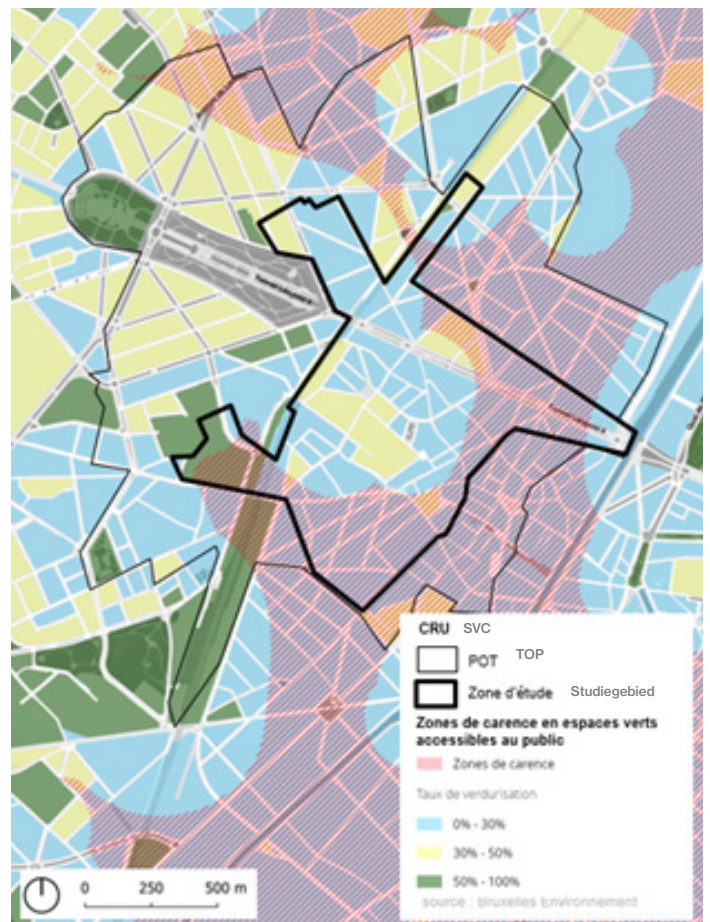 CRU SVC
POT TOP
Zone d'étude Studiegebied
Zones de carence en espaces verts
accessibles au public
Zones de carence
Taux de verdurisation
0% - 30%
30% - 50%
50% - 100%
source : Bruxelles Environnement
0 250 500 m